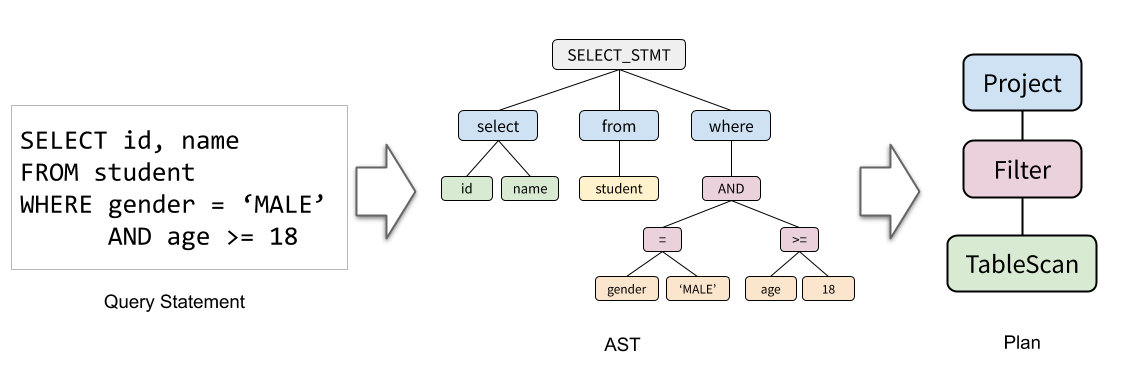 SELECT id, name
FROM student
WHERE gender = ‘MALE’
AND age >= 18
Query Statement
SELECT_STMT
select
from
where
id
name
student
AND
=
>=
gender
‘MALE’
age
18
AST
Project
Filter
TableScan
Plan